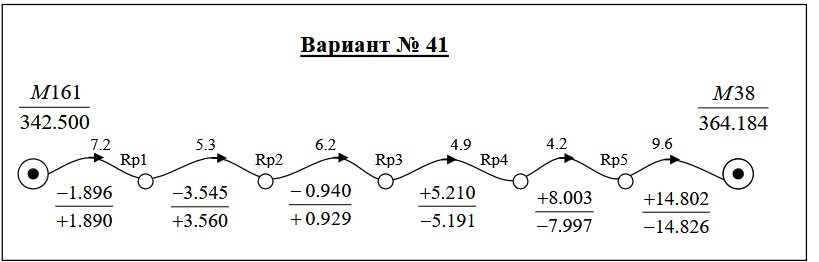 Вариант № 41
M161
342.500
M38
364.184
7.2 5.3 6.2 4.9 4.2 9.6
Rp1 Rp2 Rp3 Rp4 Rp5
−1.896 −3.545 −0.940 +5.210 +8.003 +14.802
+1.890 +3.560 +0.929 −5.191 −7.997 −14.826